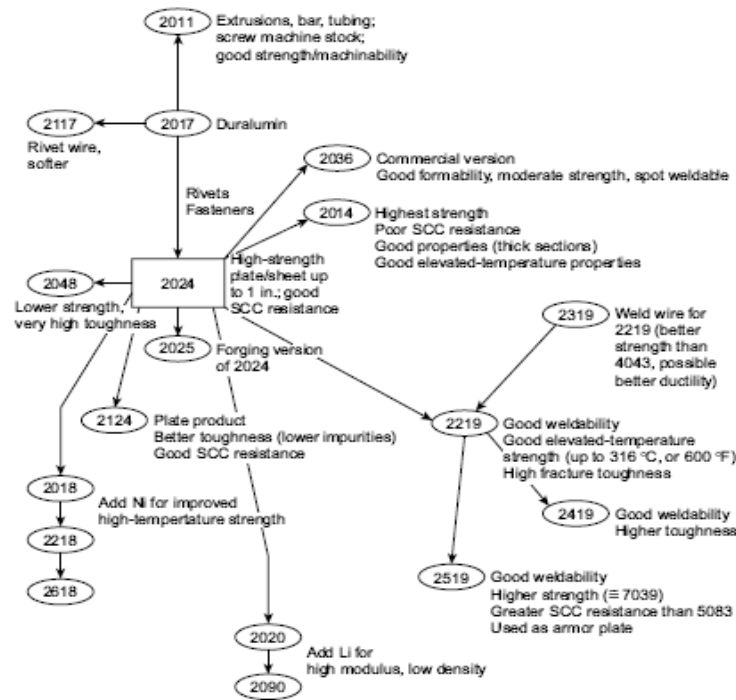 2011
Extrusions, bar, tubing;
screw machine stock;
good strength/machinability
2117
2017
Duralumin
Rivet wire,
softer
2036
Commercial version
Good formability, moderate strength, spot weldable
Rivets
Fasteners
2014
Highest strength
Poor SCC resistance
Good properties (thick sections)
Good elevated-temperature properties
2048
2024
High-strength
plate/sheet up
to 1 in.; good
SCC resistance
Lower strength,
very high toughness
2319
Weld wire for
2219 (better
strength than
4043, possible
better ductility)
2025
Forging version
of 2024
2124
Plate product
Better toughness (lower impurities)
Good SCC resistance
2219
Good weldability
Good elevated-temperature
strength (up to 316 °C, or 600 °F)
High fracture toughness
2018
Add Ni for improved
high-tempertature strength
2218
2618
2419
Good weldability
Higher toughness
2519
Good weldability
Higher strength (≅ 7039)
Greater SCC resistance than 5083
Used as armor plate
2020
Add Li for
high modulus, low density
2090